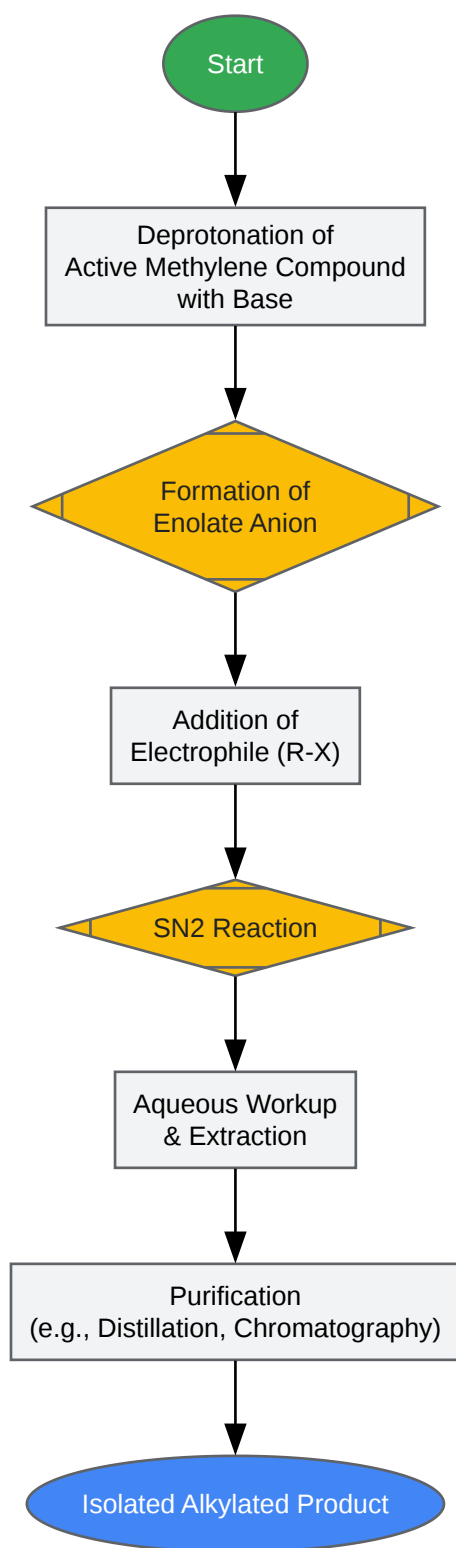 Start
Deprotonation of
Active Methylene Compound
with Base
Formation of
Enolate Anion
Addition of
Electrophile (R-X)
SN2 Reaction
Aqueous Workup
& Extraction
Purification
(e.g., Distillation, Chromatography)
Isolated Alkylated Product